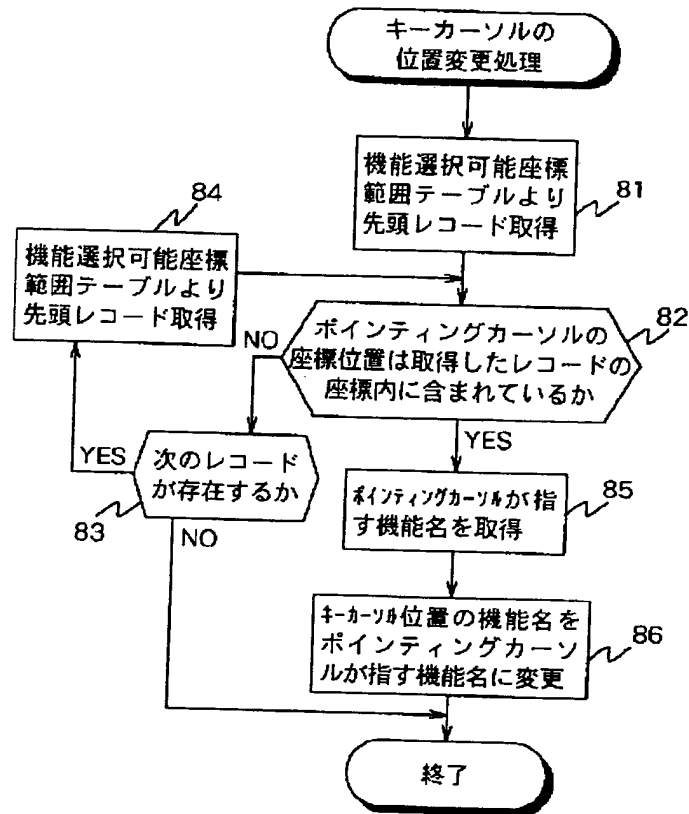 キーカーソルの
位置変更処理
機能選択可能座標
範囲テーブルより
先頭レコード取得
81
84
機能選択可能座標
範囲テーブルより
先頭レコード取得
ポインティングカーソルの
座標位置は取得したレコードの
座標内に含まれているか
82
NO
YES
次のレコード
が存在するか
YES
83
NO
ポインティングカーソルが指
す機能名を取得
85
キーカーソル位置の機能名を
ポインティングカーソ
ルが指す機能名に変更
86
終了